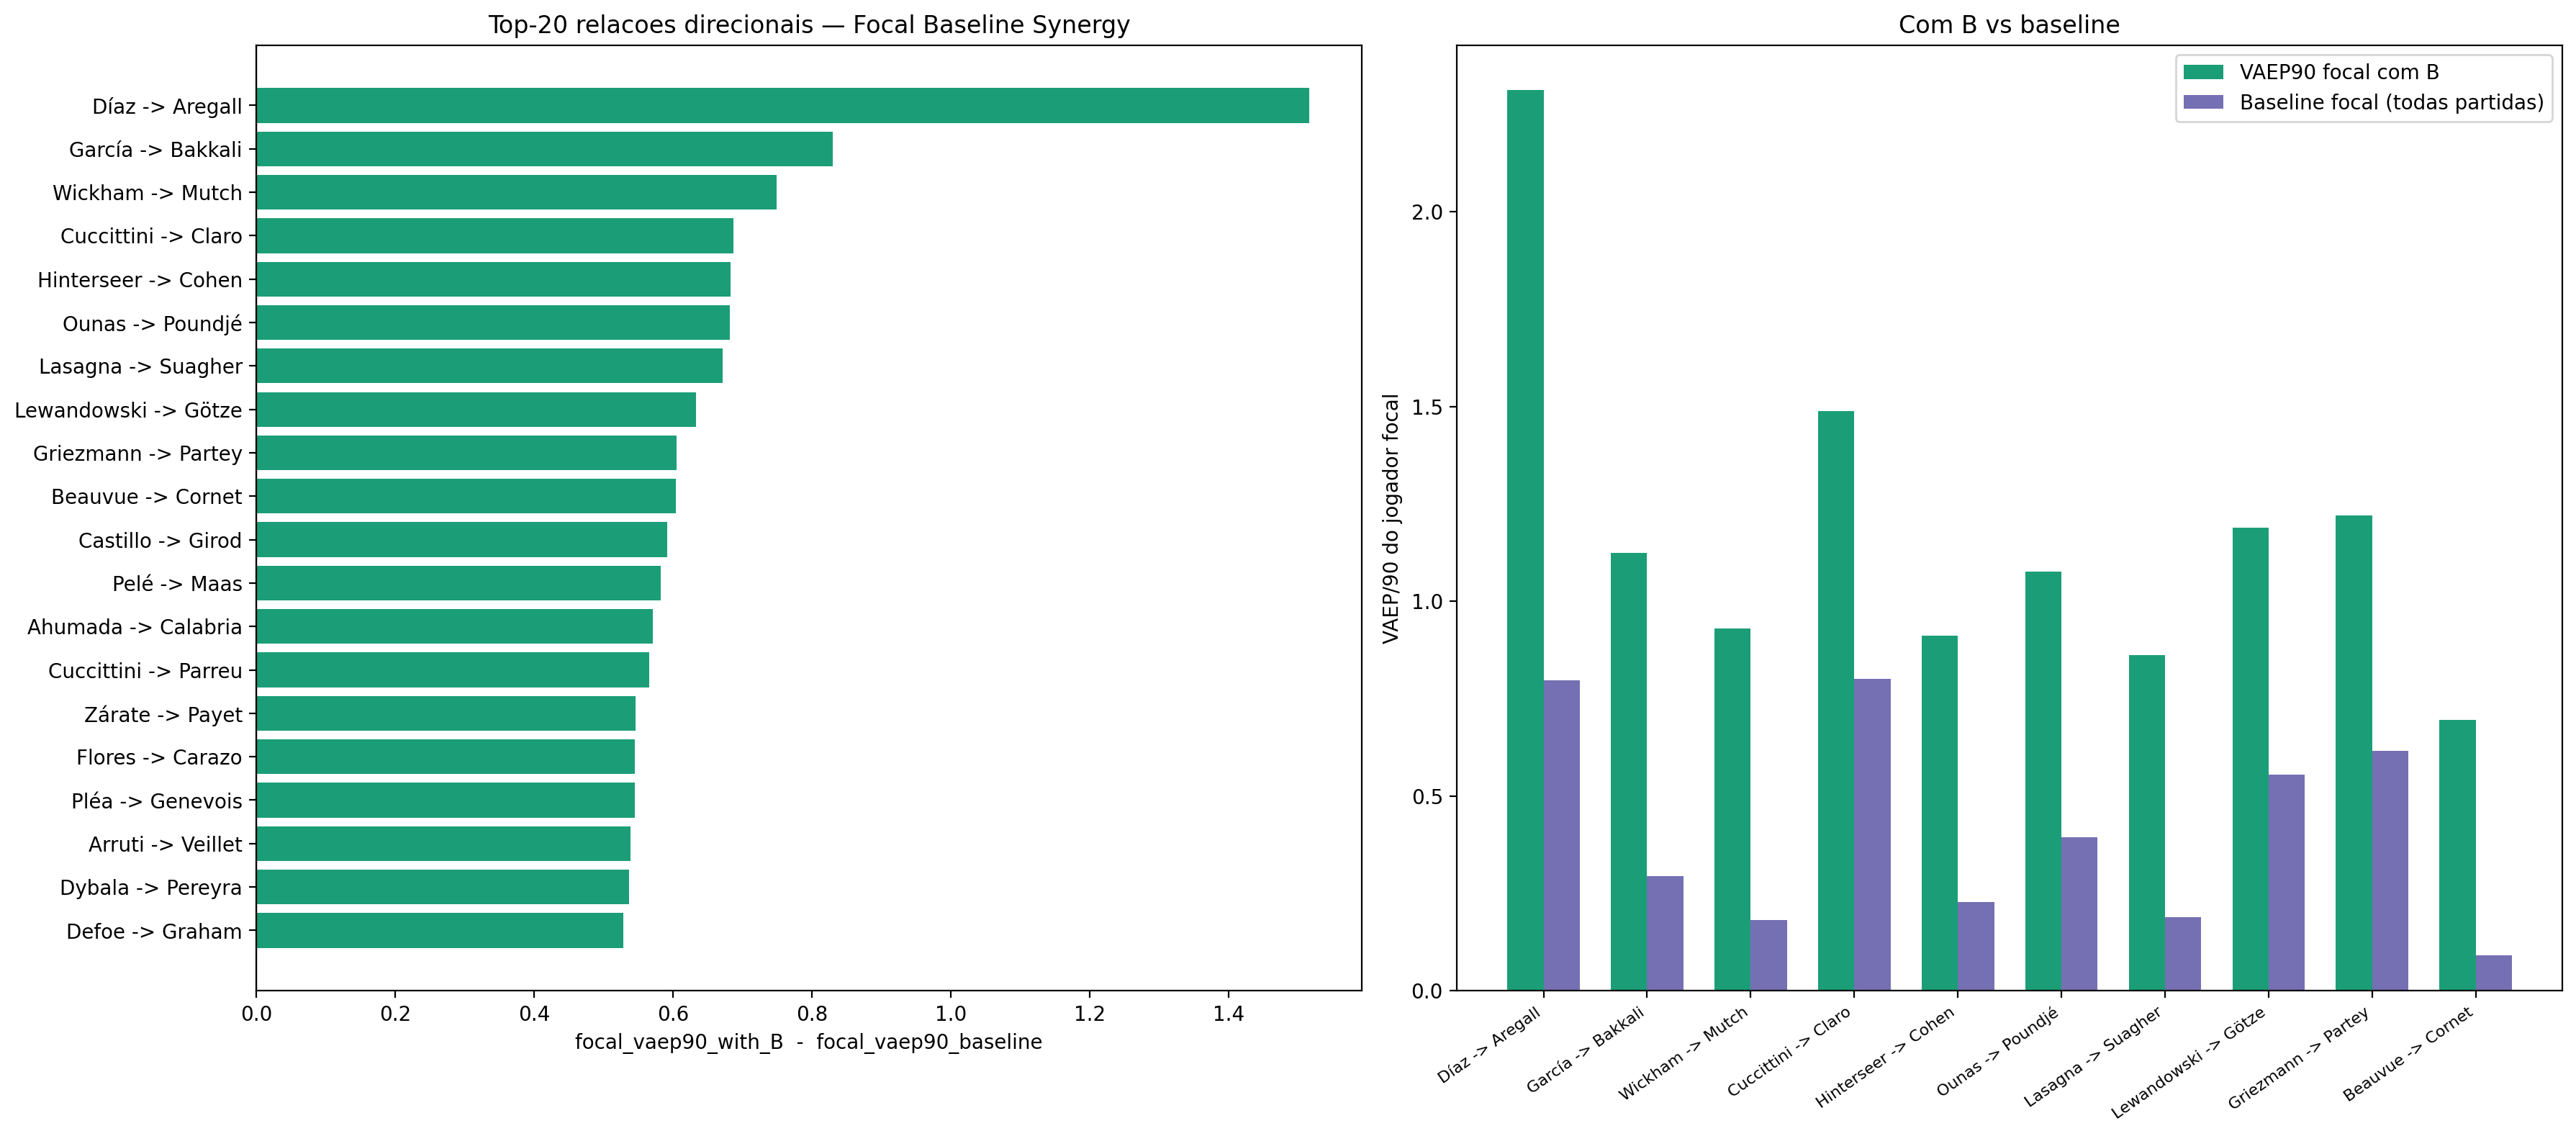 Top-20 relacoes direcionais — Focal Baseline Synergy
Díaz -> Aregall
García -> Bakkali
Wickham -> Mutch
Cuccittini -> Claro
Hinterseer -> Cohen
Ounas -> Poundjé
Lasagna -> Suagher
Lewandowski -> Götze
Griezmann -> Partey
Beauvue -> Cornet
Castillo -> Girod
Pelé -> Maas
Ahumada -> Calabria
Cuccittini -> Parreu
Zárate -> Payet
Flores -> Carazo
Pléa -> Genevois
Arruti -> Veillet
Dybala -> Pereyra
Defoe -> Graham
0.0 0.2 0.4 0.6 0.8 1.0 1.2 1.4
focal_vaep90_with_B - focal_vaep90_baseline
Com B vs baseline
VAEP90 focal com B
Baseline focal (todas partidas)
VAEP/90 do jogador focal
2.0
1.5
1.0
0.5
0.0
Díaz -> Aregall
García -> Bakkali
Wickham -> Mutch
Cuccittini -> Claro
Hinterseer -> Cohen
Ounas -> Poundjé
Lasagna -> Suagher
Lewandowski -> Götze
Griezmann -> Partey
Beauvue -> Cornet